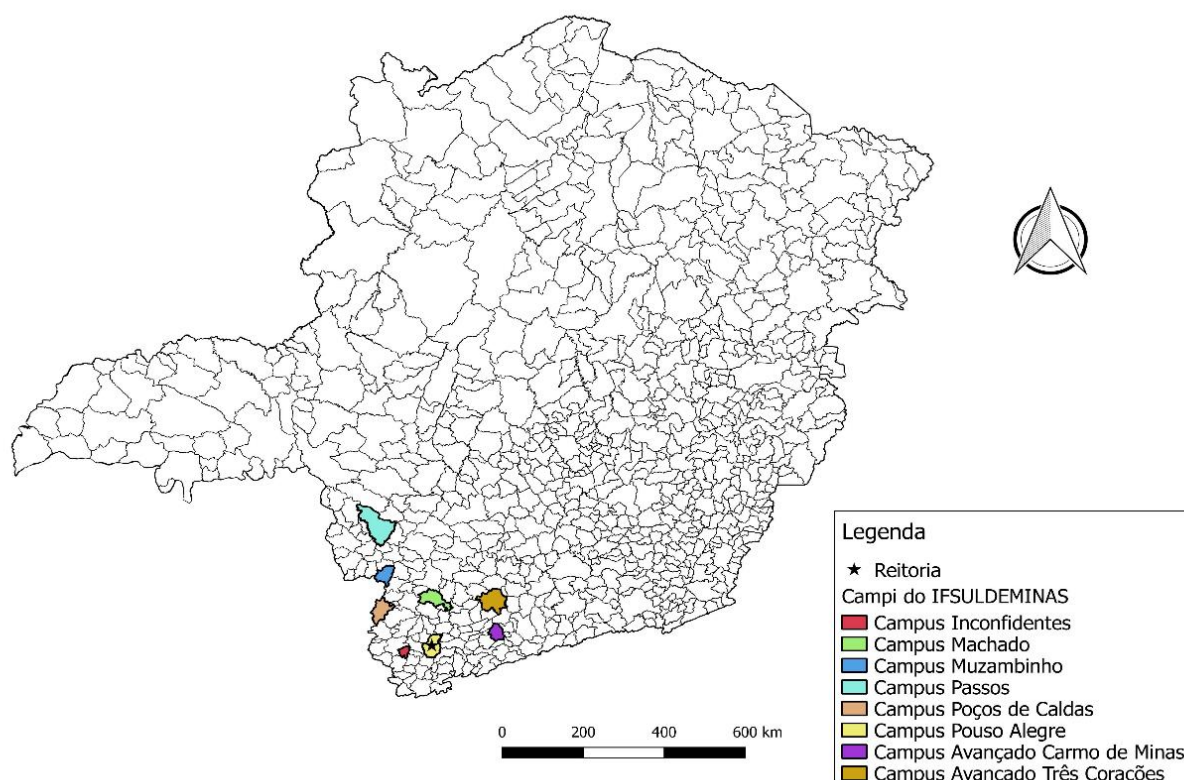 Legenda
Reitoria
Campi do IFSULDEMINAS
Campus Inconfidentes
Campus Machado
Campus Muzambinho
Campus Passos
Campus Poços de Caldas
Campus Pouso Alegre
Campus Avançado Carmo de Minas
Campus Avançado Três Corações
0 200 400 600 km